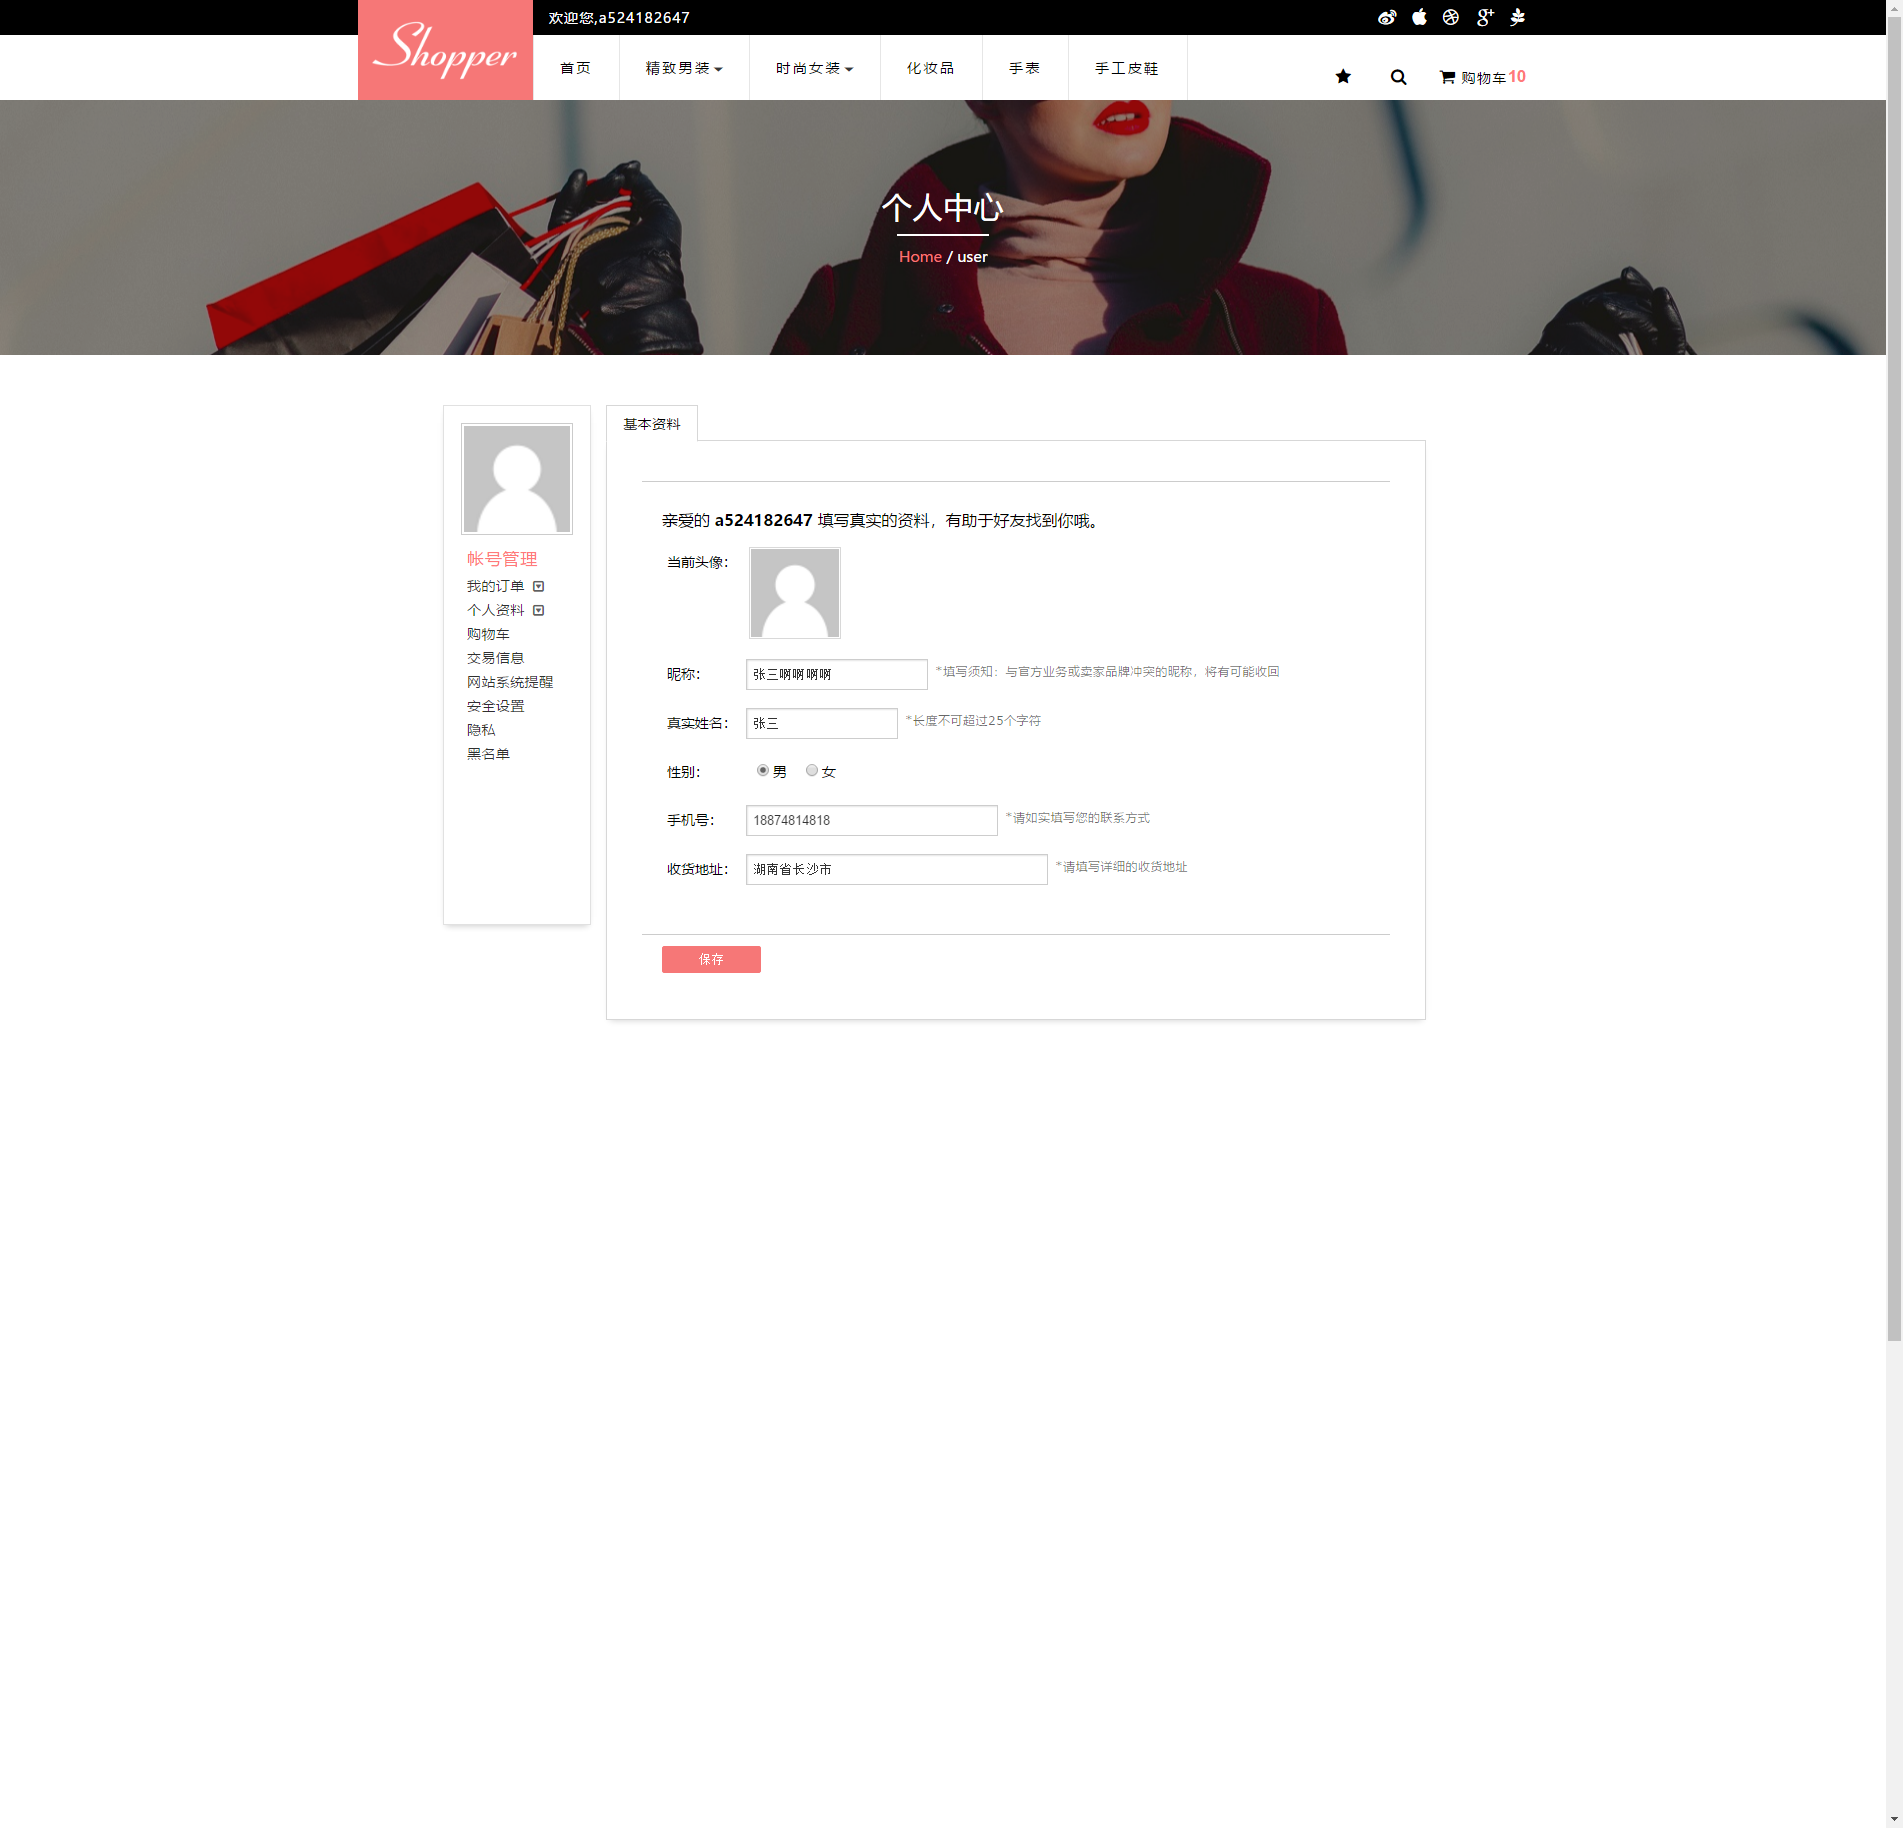 Shopper
欢迎您,a524182647
首页
精致男装
时尚女装
化妆品
手表
手工皮鞋
购物车10
个人中心
Home / user
帐号管理
我的订单
个人资料
购物车
交易信息
网站系统提醒
安全设置
隐私
黑名单
基本资料
亲爱的 a524182647 填写真实的资料，有助于好友找到你哦。
当前头像：
昵称： 张三啊啊啊啊 *填写须知：与官方业务或卖家品牌冲突的昵称，将有可能收回
真实姓名： 张三 *长度不可超过25个字符
性别： 男 女
手机号： 18874814818 *请如实填写您的联系方式
收货地址： 湖南省长沙市 *请填写详细的收货地址
保存